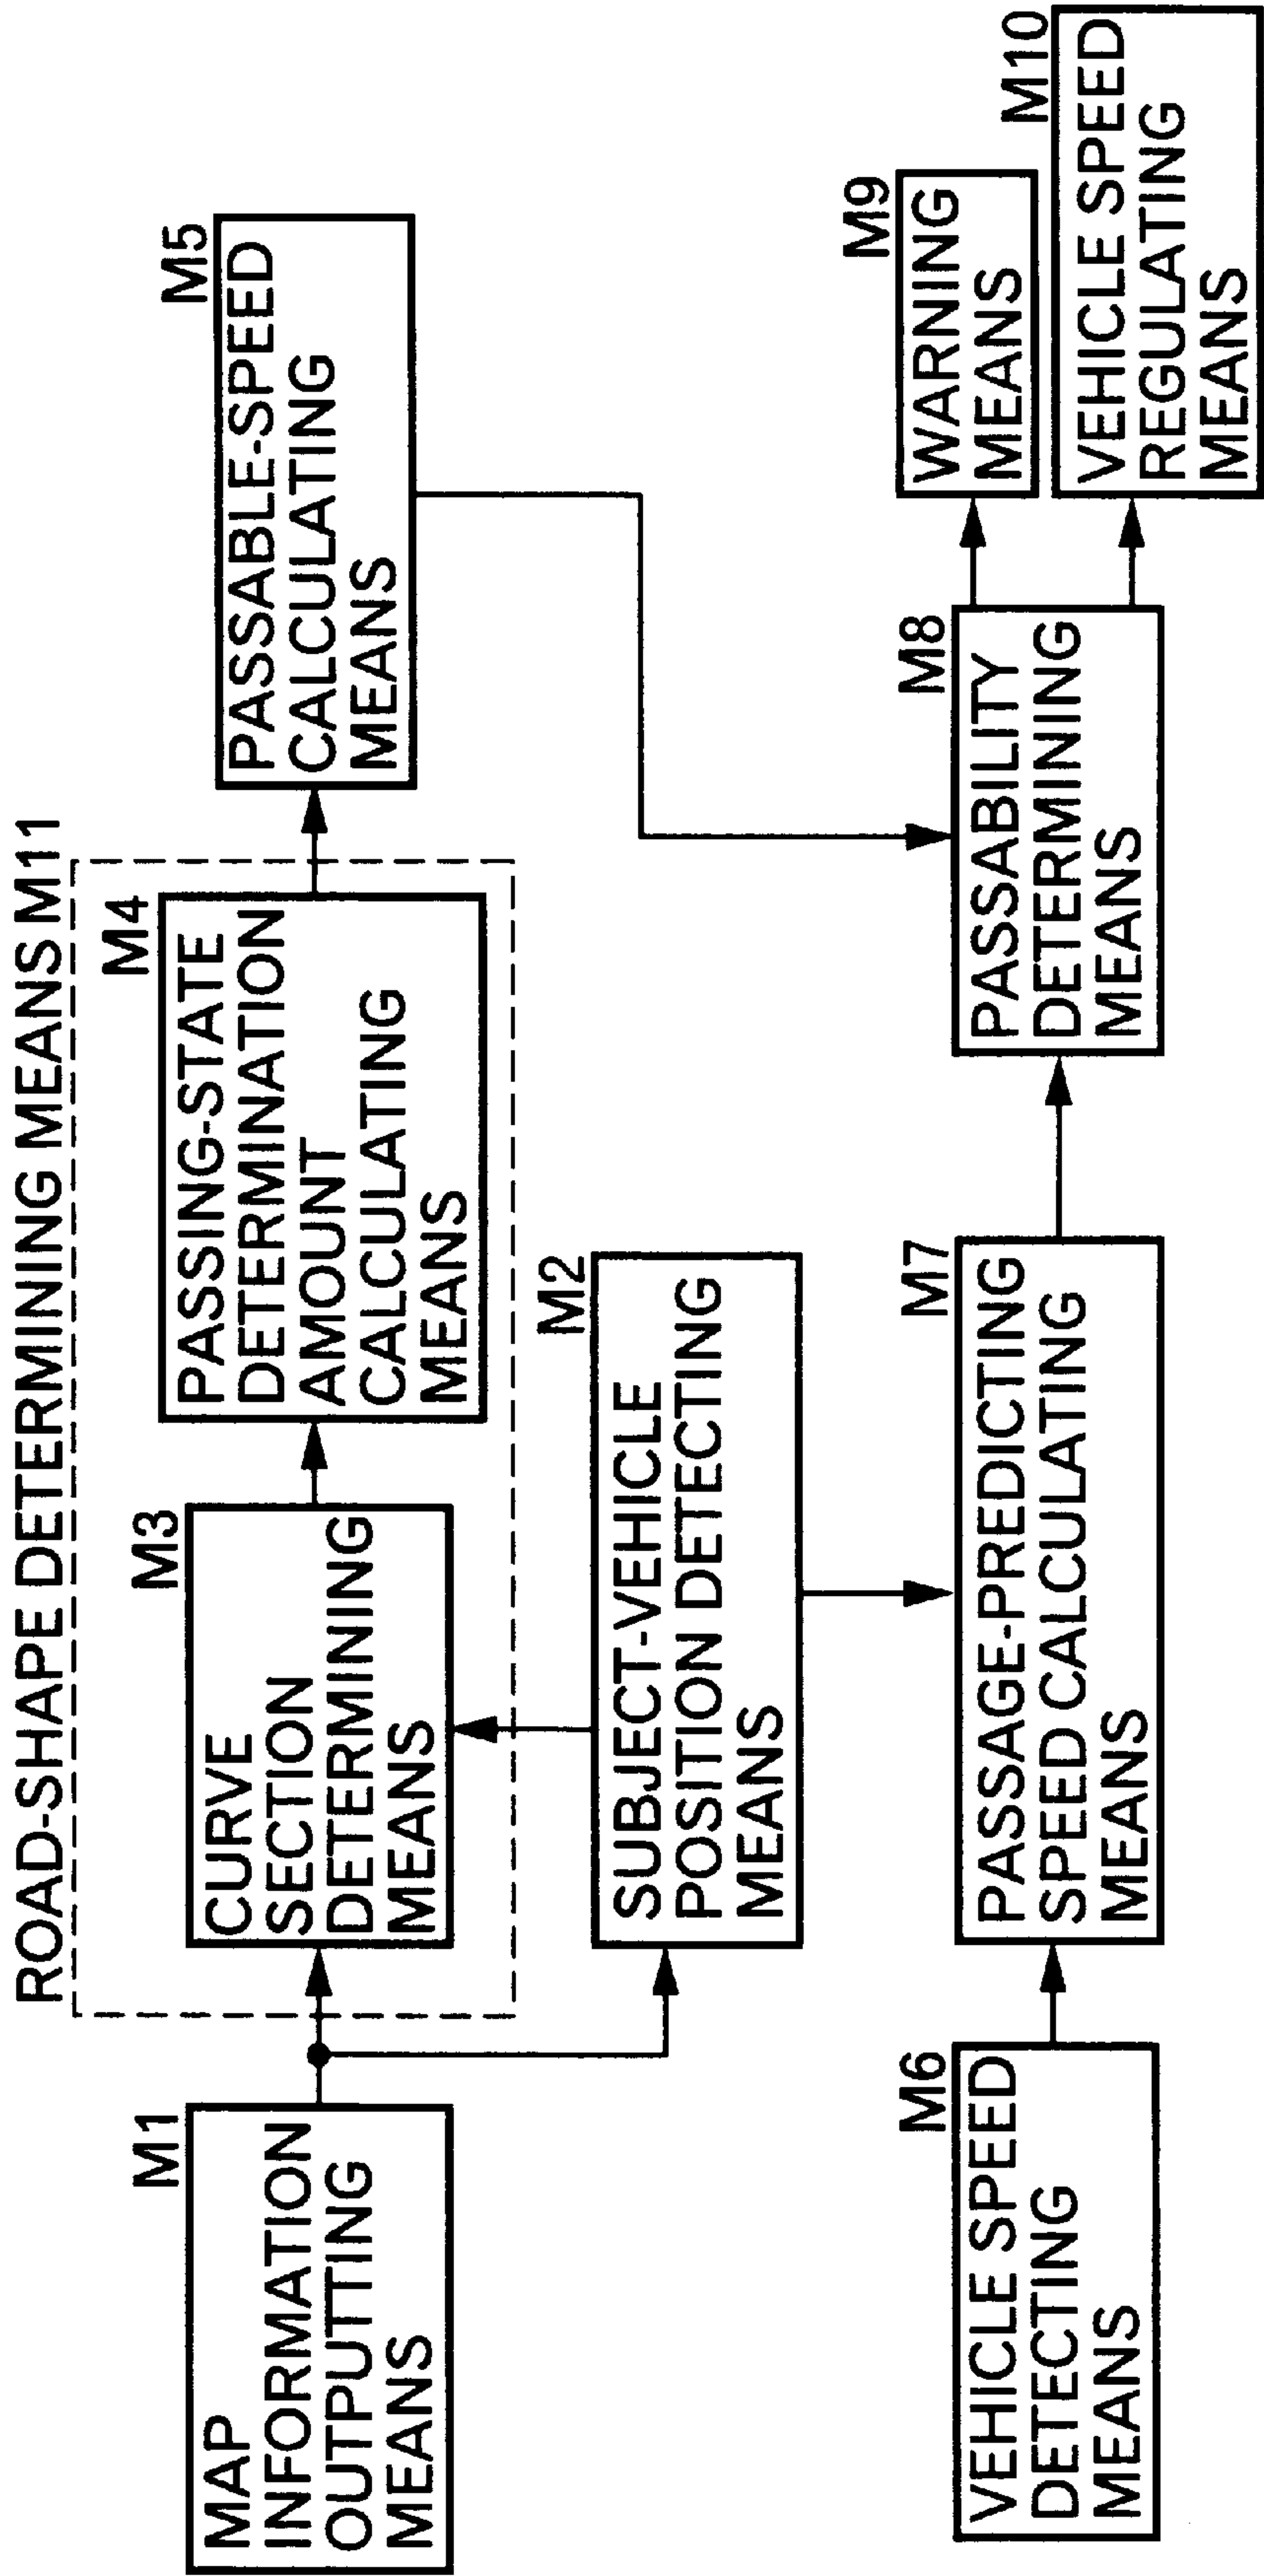 ROAD-SHAPE DETERMINING MEANS M11
M1
MAP
INFORMATION
OUTPUTTING
MEANS
M3
CURVE
SECTION
DETERMINING
MEANS
M4
PASSING-STATE
DETERMINATION
AMOUNT
CALCULATING
MEANS
M5
PASSABLE-SPEED
CALCULATING
MEANS
M2
SUBJECT-VEHICLE
POSITION DETECTING
MEANS
M6
VEHICLE SPEED
DETECTING
MEANS
M7
PASSAGE-PREDICTING
SPEED CALCULATING
MEANS
M8
PASSABILITY
DETERMINING
MEANS
M9
WARNING
MEANS
M10
VEHICLE SPEED
REGULATING
MEANS